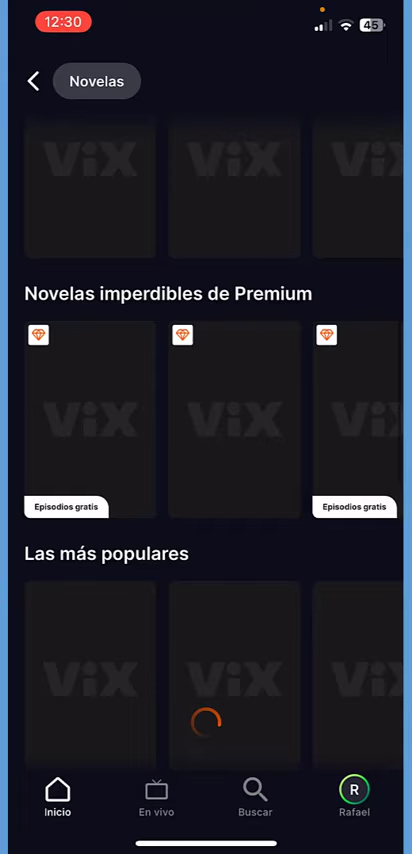 12:30
45
Novelas
ViX ViX ViX
Novelas imperdibles de Premium
ViX ViX ViX
Episodios gratis Episodios gratis
Las más populares
ViX ViX ViX
R
Inicio En vivo Buscar Rafael